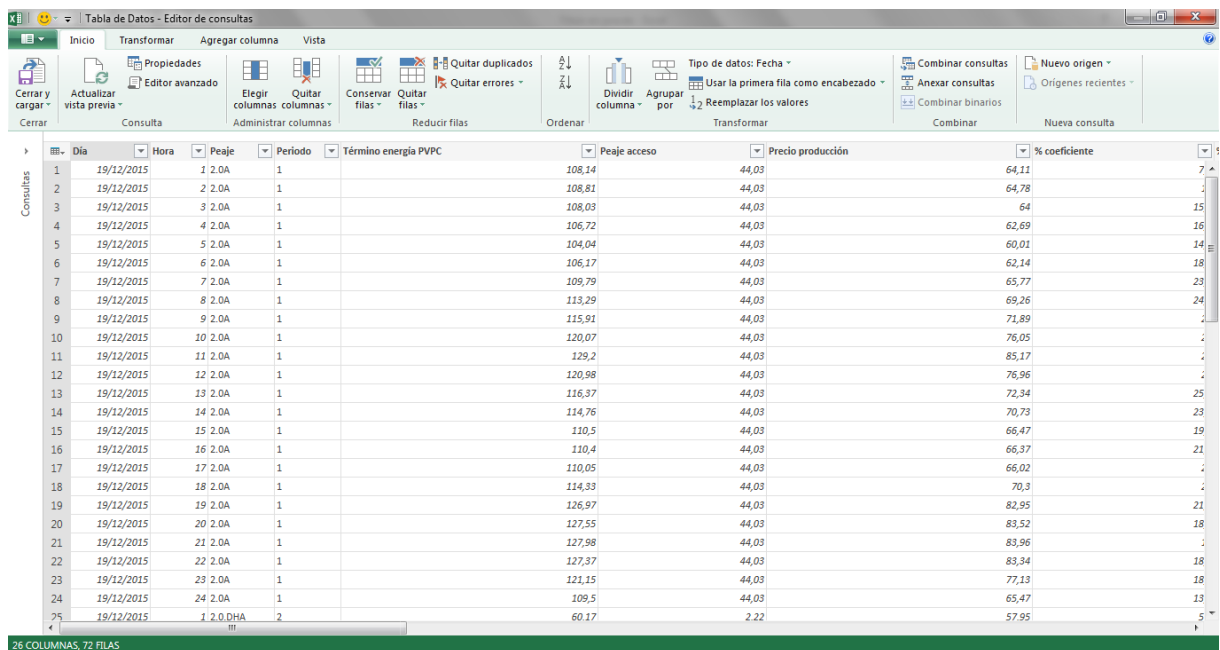 Tabla de Datos - Editor de consultas
Inicio Transformar Agregar columna Vista
Cerrar y cargar
Cerrar
Actualizar vista previa
Propiedades
Editor avanzado
Consulta
Elegir columnas
Quitar columnas
Administrar columnas
Conservar filas
Quitar filas
Quitar duplicados
Quitar errores
Reducir filas
Ordenar
Dividir columna
Agrupar por
Tipo de datos: Fecha
Usar la primera fila como encabezado
Reemplazar los valores
Transformar
Combinar consultas
Anexar consultas
Combinar binarios
Combinar
Nuevo origen
Orígenes recientes
Nueva consulta
Consultas
Día Hora Peaje Periodo Término energía PVPC Peaje acceso Precio producción % coeficiente
1 19/12/2015 1 2.0A 1 108,14 44,03 64,11
2 19/12/2015 2 2.0A 1 108,81 44,03 64,78
3 19/12/2015 3 2.0A 1 108,03 44,03 64 15
4 19/12/2015 4 2.0A 1 106,72 44,03 62,69 16
5 19/12/2015 5 2.0A 1 104,04 44,03 60,01 14
6 19/12/2015 6 2.0A 1 106,17 44,03 62,14 18
7 19/12/2015 7 2.0A 1 109,79 44,03 65,77 23
8 19/12/2015 8 2.0A 1 113,29 44,03 69,26 24
9 19/12/2015 9 2.0A 1 115,91 44,03 71,89
10 19/12/2015 10 2.0A 1 120,07 44,03 76,05
11 19/12/2015 11 2.0A 1 129,2 44,03 85,17
12 19/12/2015 12 2.0A 1 120,98 44,03 76,96
13 19/12/2015 13 2.0A 1 116,37 44,03 72,34 25
14 19/12/2015 14 2.0A 1 114,76 44,03 70,73 23
15 19/12/2015 15 2.0A 1 110,5 44,03 66,47 19
16 19/12/2015 16 2.0A 1 110,4 44,03 66,37 21
17 19/12/2015 17 2.0A 1 110,05 44,03 66,02
18 19/12/2015 18 2.0A 1 114,33 44,03 70,3
19 19/12/2015 19 2.0A 1 126,97 44,03 82,95 21
20 19/12/2015 20 2.0A 1 127,55 44,03 83,52 18
21 19/12/2015 21 2.0A 1 127,98 44,03 83,96
22 19/12/2015 22 2.0A 1 127,37 44,03 83,34 18
23 19/12/2015 23 2.0A 1 121,15 44,03 77,13 18
24 19/12/2015 24 2.0A 1 109,5 44,03 65,47 13
25 19/12/2015 1 2.0.DHA 2 60,17 2,22 57,95 5
26 COLUMNAS, 72 FILAS